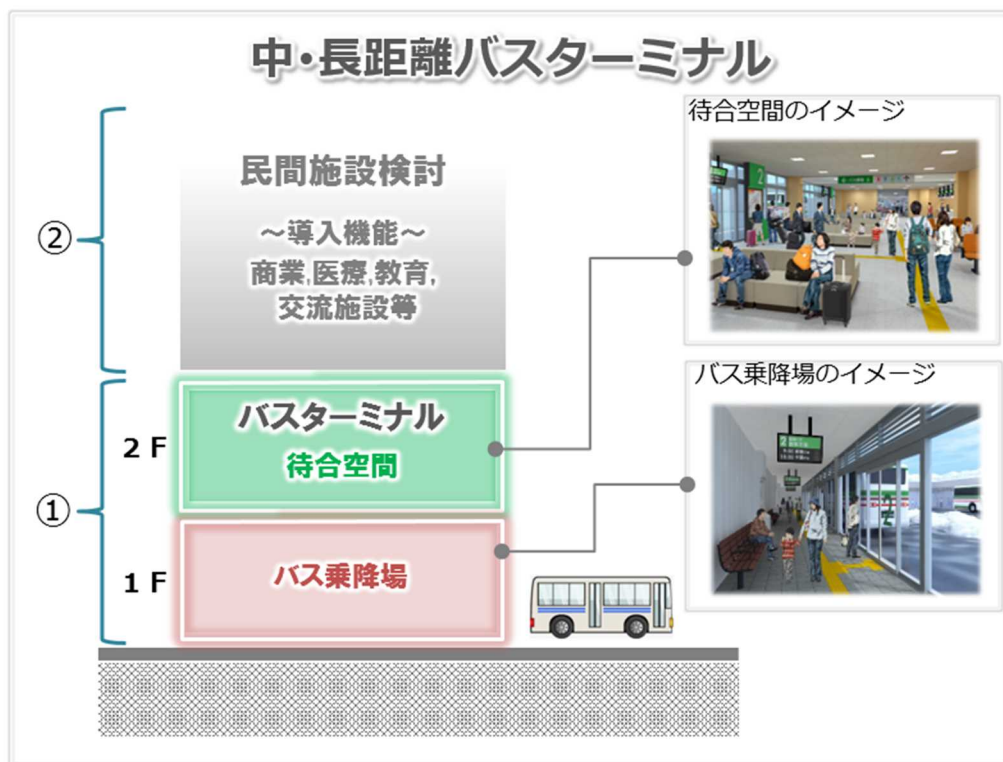 中・長距離バスターミナル
②
民間施設検討
～導入機能～
商業,医療,教育,
交流施設等
①
2F
バスターミナル
待合空間
1F
バス乗降場
待合空間のイメージ
2
バス乗降場のイメージ
2